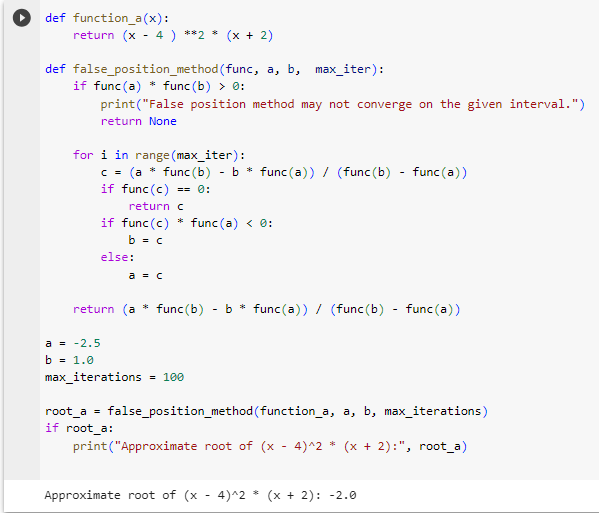 def function_a(x):
    return (x - 4 ) **2 * (x + 2)

def false_position_method(func, a, b,  max_iter):
    if func(a) * func(b) > 0:
        print("False position method may not converge on the given interval.")
        return None

    for i in range(max_iter):
        c = (a * func(b) - b * func(a)) / (func(b) - func(a))
        if func(c) == 0:
            return c
        if func(c) * func(a) < 0:
            b = c
        else:
            a = c

    return (a * func(b) - b * func(a)) / (func(b) - func(a))

a = -2.5
b = 1.0
max_iterations = 100

root_a = false_position_method(function_a, a, b, max_iterations)
if root_a:
    print("Approximate root of (x - 4)^2 * (x + 2):", root_a)

Approximate root of (x - 4)^2 * (x + 2): -2.0